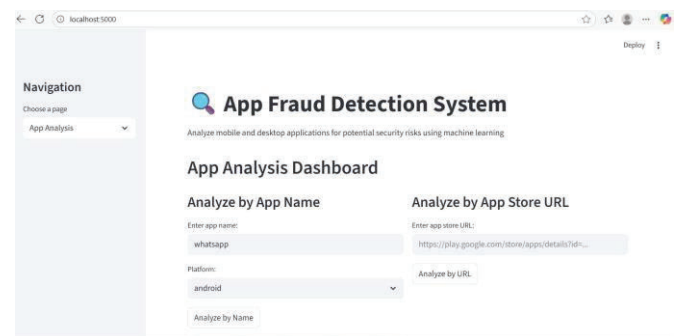 localhost:5000
Deploy
Navigation
Choose a page
App Analysis
App Fraud Detection System
Analyze mobile and desktop applications for potential security risks using machine learning
App Analysis Dashboard
Analyze by App Name
Enter app name:
whatsapp
Platform:
android
Analyze by Name
Analyze by App Store URL
Enter app store URL:
https://play.google.com/store/apps/details?id=...
Analyze by URL